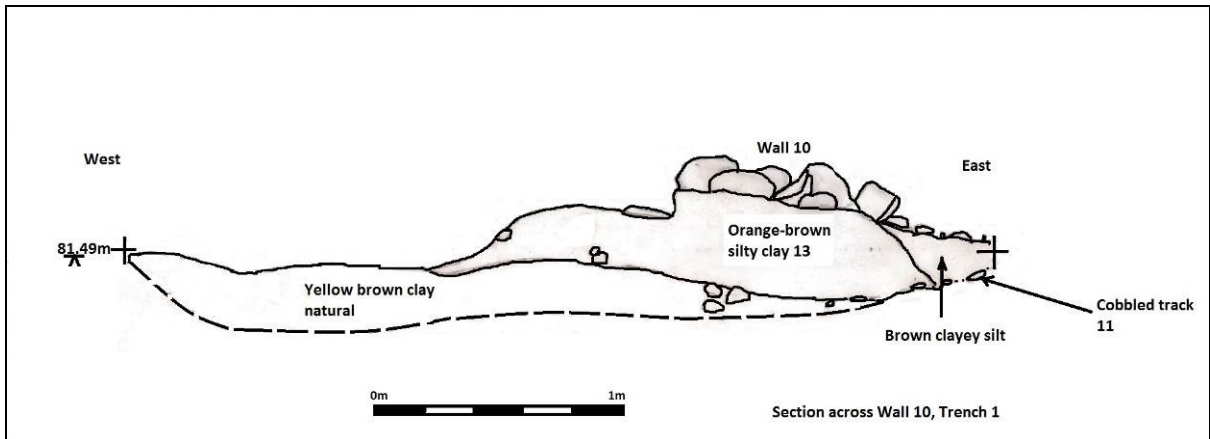 Wall 10
West
East
81.49m
Orange-brown
silty clay 13
Yellow brown clay
natural
Cobbled track
11
Brown clayey silt
0m
1m
Section across Wall 10, Trench 1